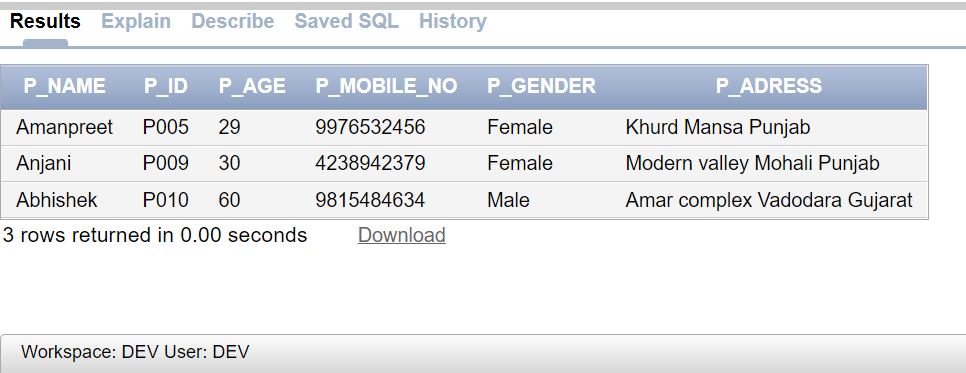 Results Explain Describe Saved SQL History
P_NAME P_ID P_AGE P_MOBILE_NO P_GENDER P_ADRESS
Amanpreet P005 29 9976532456 Female Khurd Mansa Punjab
Anjani P009 30 4238942379 Female Modern valley Mohali Punjab
Abhishek P010 60 9815484634 Male Amar complex Vadodara Gujarat
3 rows returned in 0.00 seconds Download
Workspace: DEV User: DEV